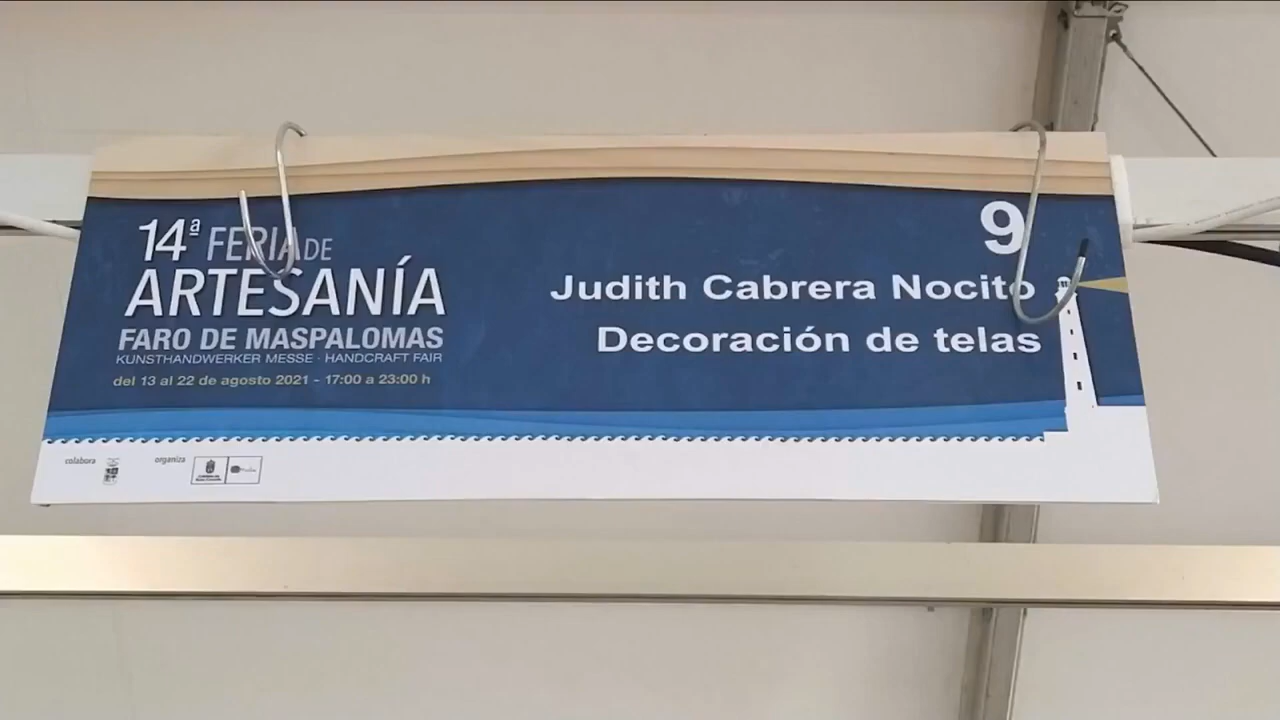 14ª FERIA DE
ARTESANÍA
FARO DE MASPALOMAS
KUNSTHANDWERKER MESSE · HANDCRAFT FAIR
del 13 al 22 de agosto 2021 - 17:00 a 23:00 h
9
Judith Cabrera Nocito
Decoración de telas
colabora
organiza